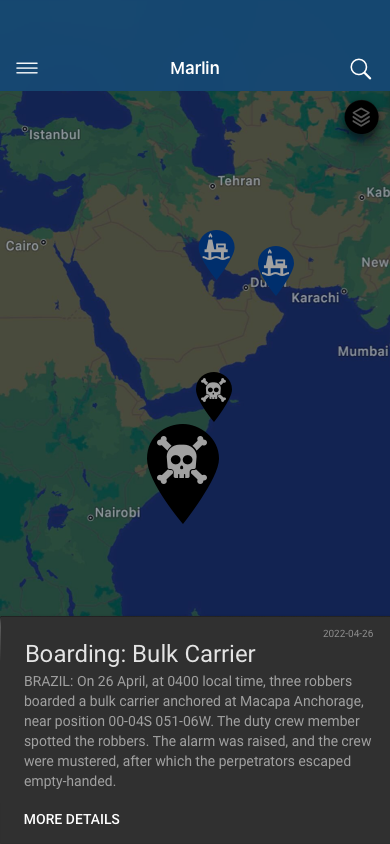 Marlin
Istanbul
Tehran
Kab
Cairo
New
Du
Karachi
Mumbai
Nairobi
2022-04-26
Boarding: Bulk Carrier
BRAZIL: On 26 April, at 0400 local time, three robbers
boarded a bulk carrier anchored at Macapa Anchorage,
near position 00-04S 051-06W. The duty crew member
spotted the robbers. The alarm was raised, and the crew
were mustered, after which the perpetrators escaped
empty-handed.
MORE DETAILS